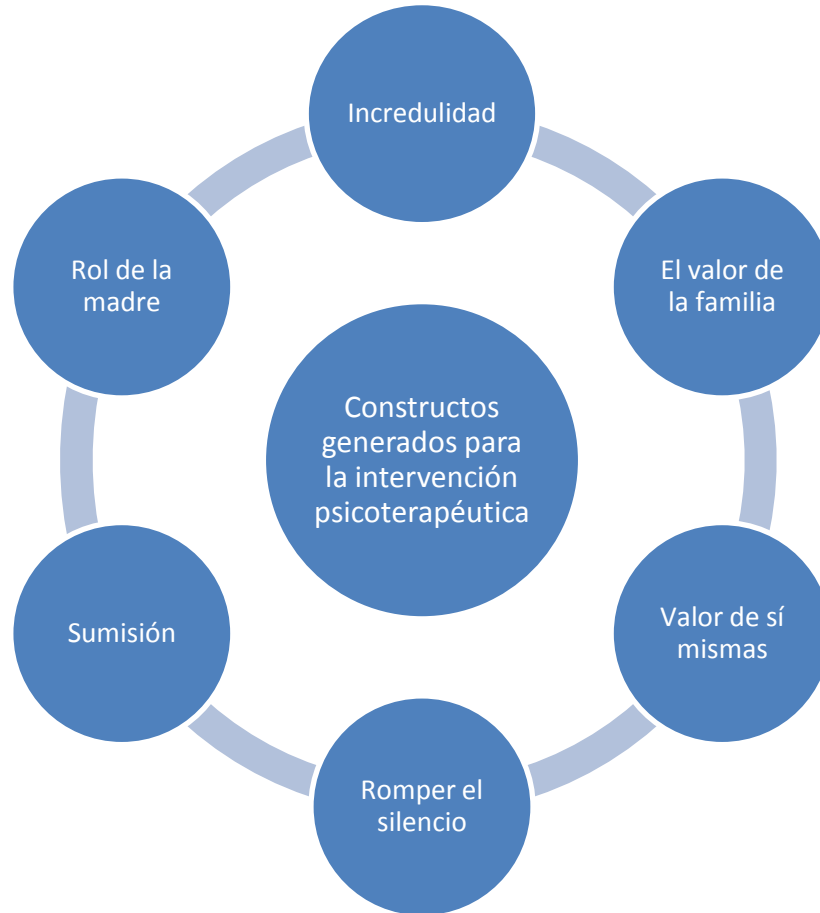 Incredulidad
El valor de
la familia
Valor de sí
mismas
Romper el
silencio
Sumisión
Rol de la
madre
Constructos
generados para
la intervención
psicoterapéutica